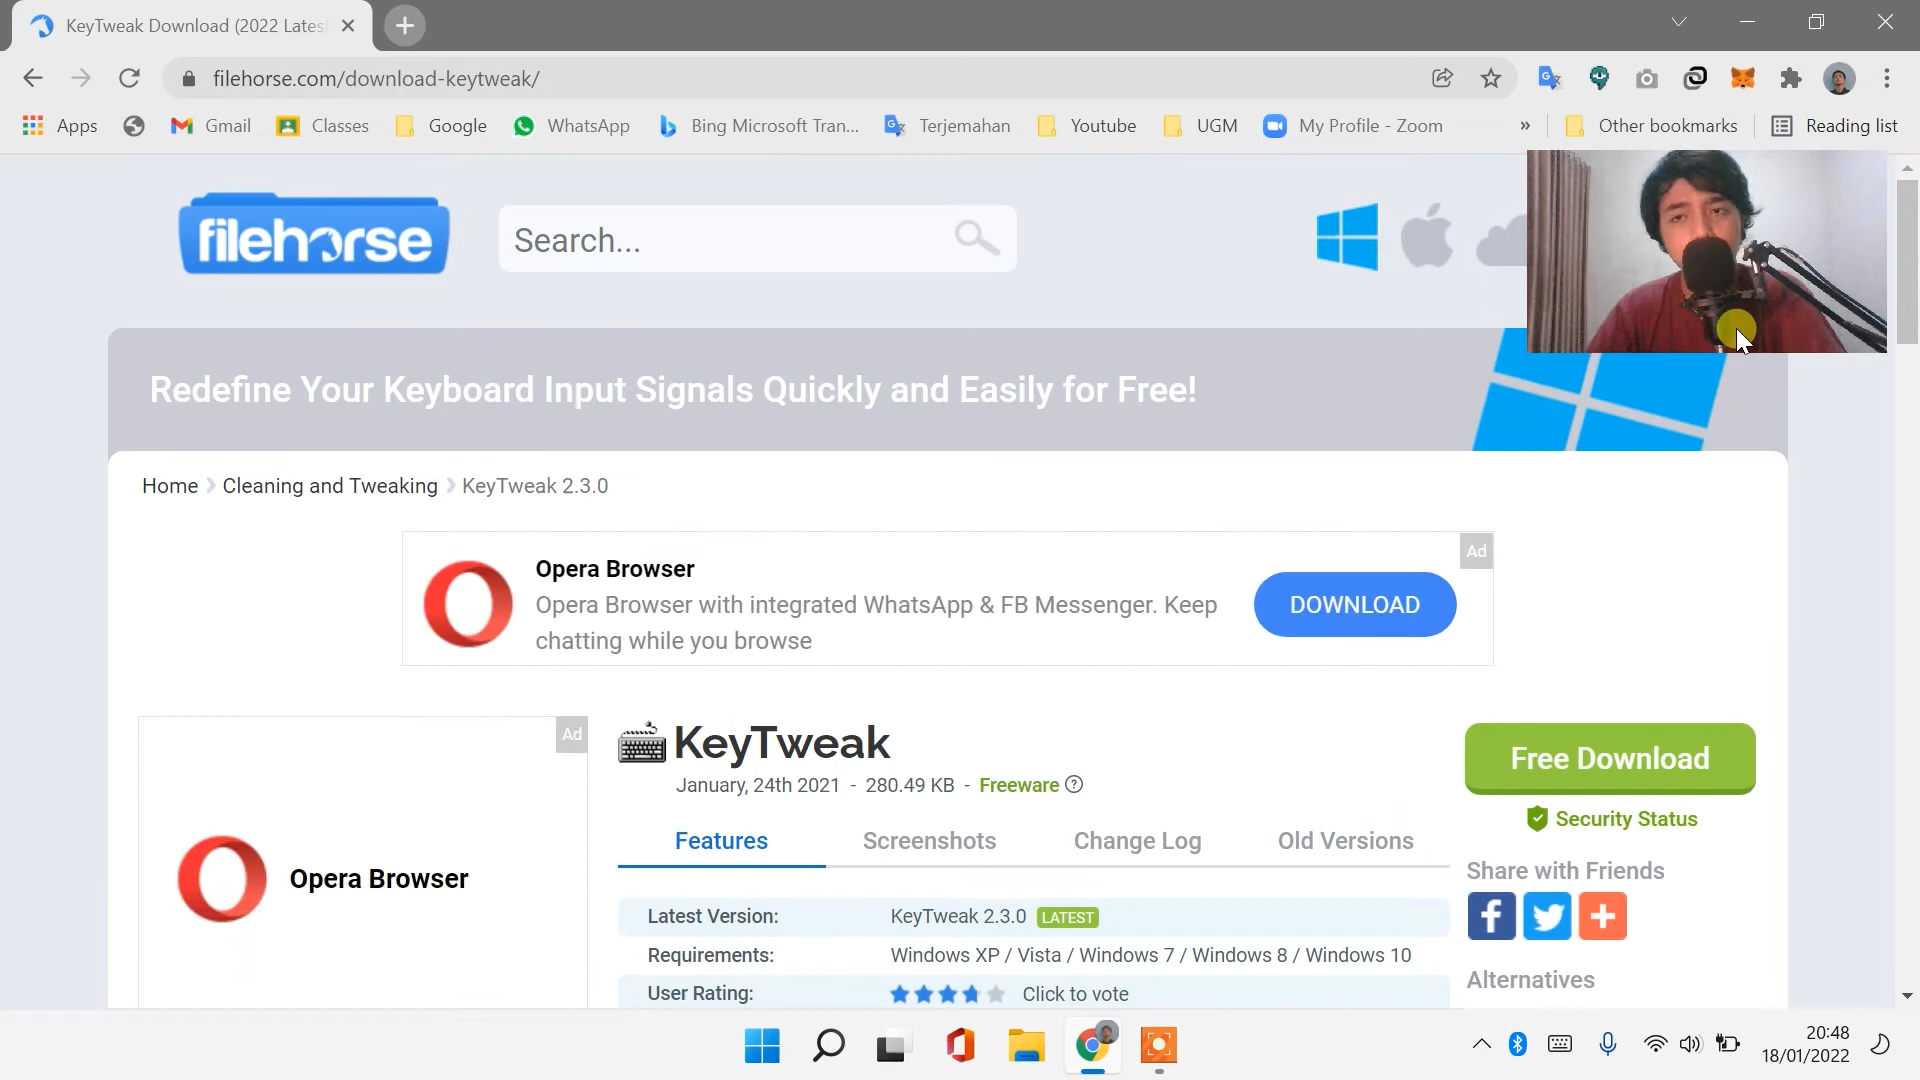 KeyTweak Download (2022 Lates
filehorse.com/download-keytweak/
Apps
Gmail
Classes
Google
WhatsApp
Bing Microsoft Tran...
Terjemahan
Youtube
UGM
My Profile - Zoom
»
Other bookmarks
Reading list
filehorse
Search...
Redefine Your Keyboard Input Signals Quickly and Easily for Free!
Home
Cleaning and Tweaking
KeyTweak 2.3.0
Opera Browser
Ad
Opera Browser with integrated WhatsApp & FB Messenger. Keep
chatting while you browse
DOWNLOAD
Ad
Opera Browser
KeyTweak
January, 24th 2021 - 280.49 KB - Freeware
Free Download
Security Status
Features
Screenshots
Change Log
Old Versions
Share with Friends
Latest Version: KeyTweak 2.3.0 LATEST
Requirements: Windows XP / Vista / Windows 7 / Windows 8 / Windows 10
User Rating: Click to vote
Alternatives
20:48
18/01/2022